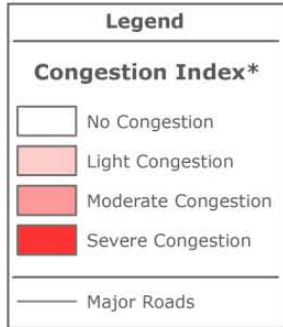 Legend
Congestion Index*
No Congestion
Light Congestion
Moderate Congestion
Severe Congestion
Major Roads